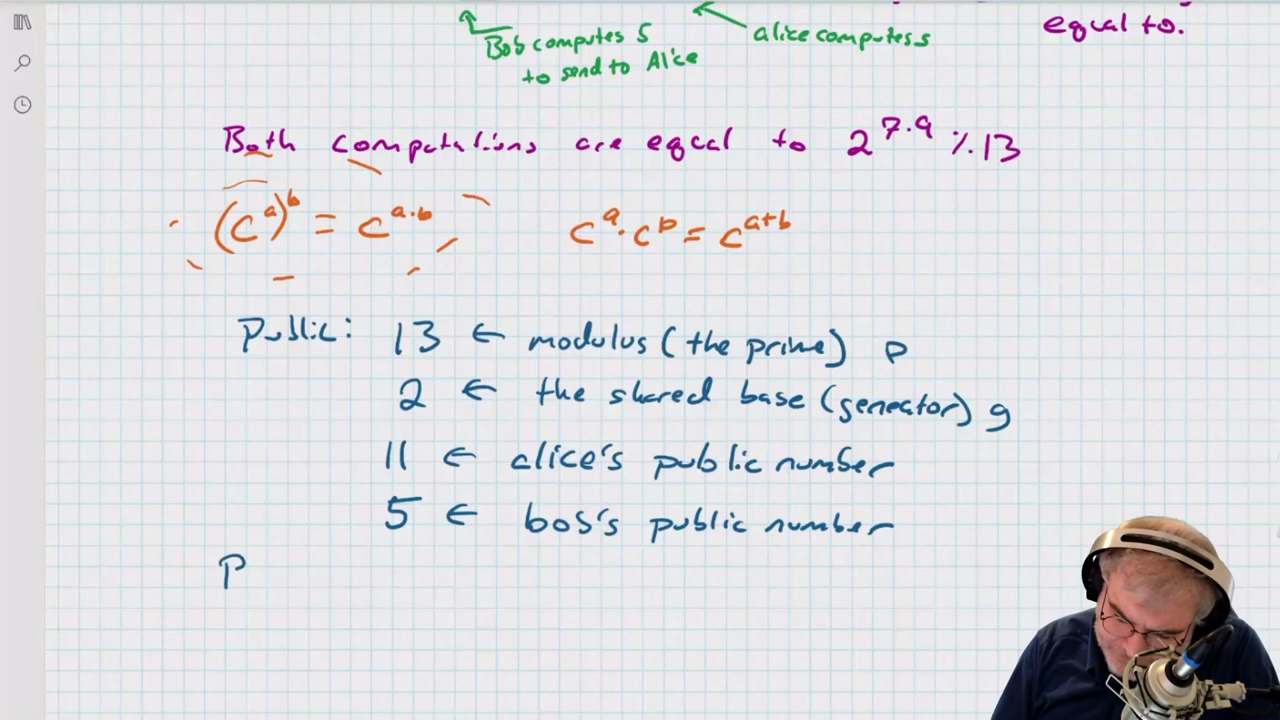 equal to.
Bob computes 5
to send to Alice
alice computes
Both computations are equal to 2^7·9 % 13
(c^a)^b = c^a·b
c^a · c^b = c^a+b
Public: 13 ← modulus (the prime) p
2 ← the shared base (geneator) g
11 ← alice's public number
5 ← bob's public number
P